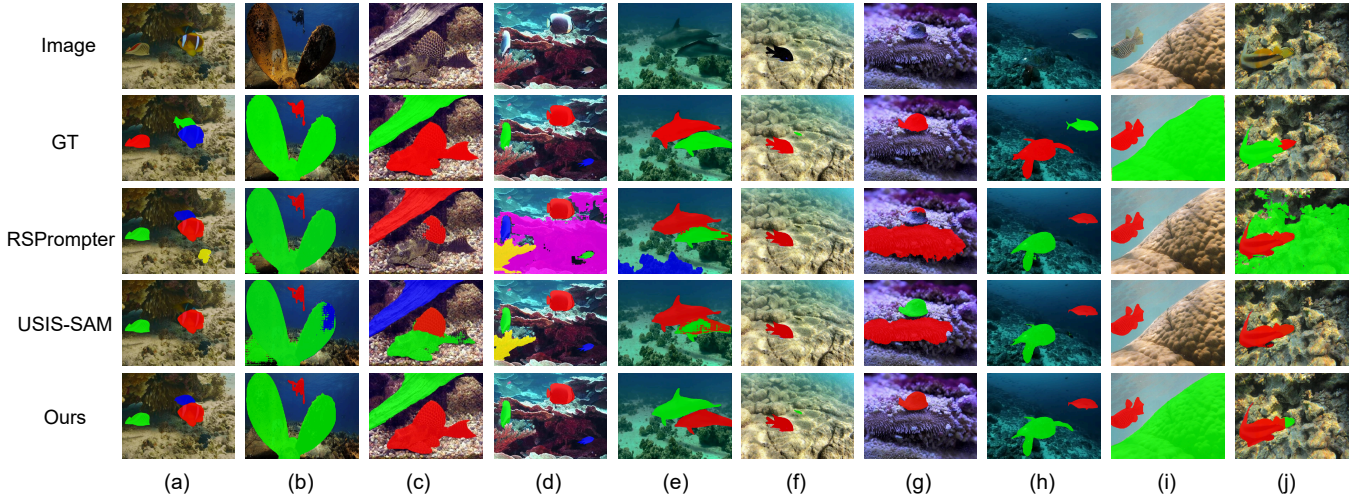 Image
GT
RSPrompter
USIS-SAM
Ours
(a) (b) (c) (d) (e) (f) (g) (h) (i) (j)